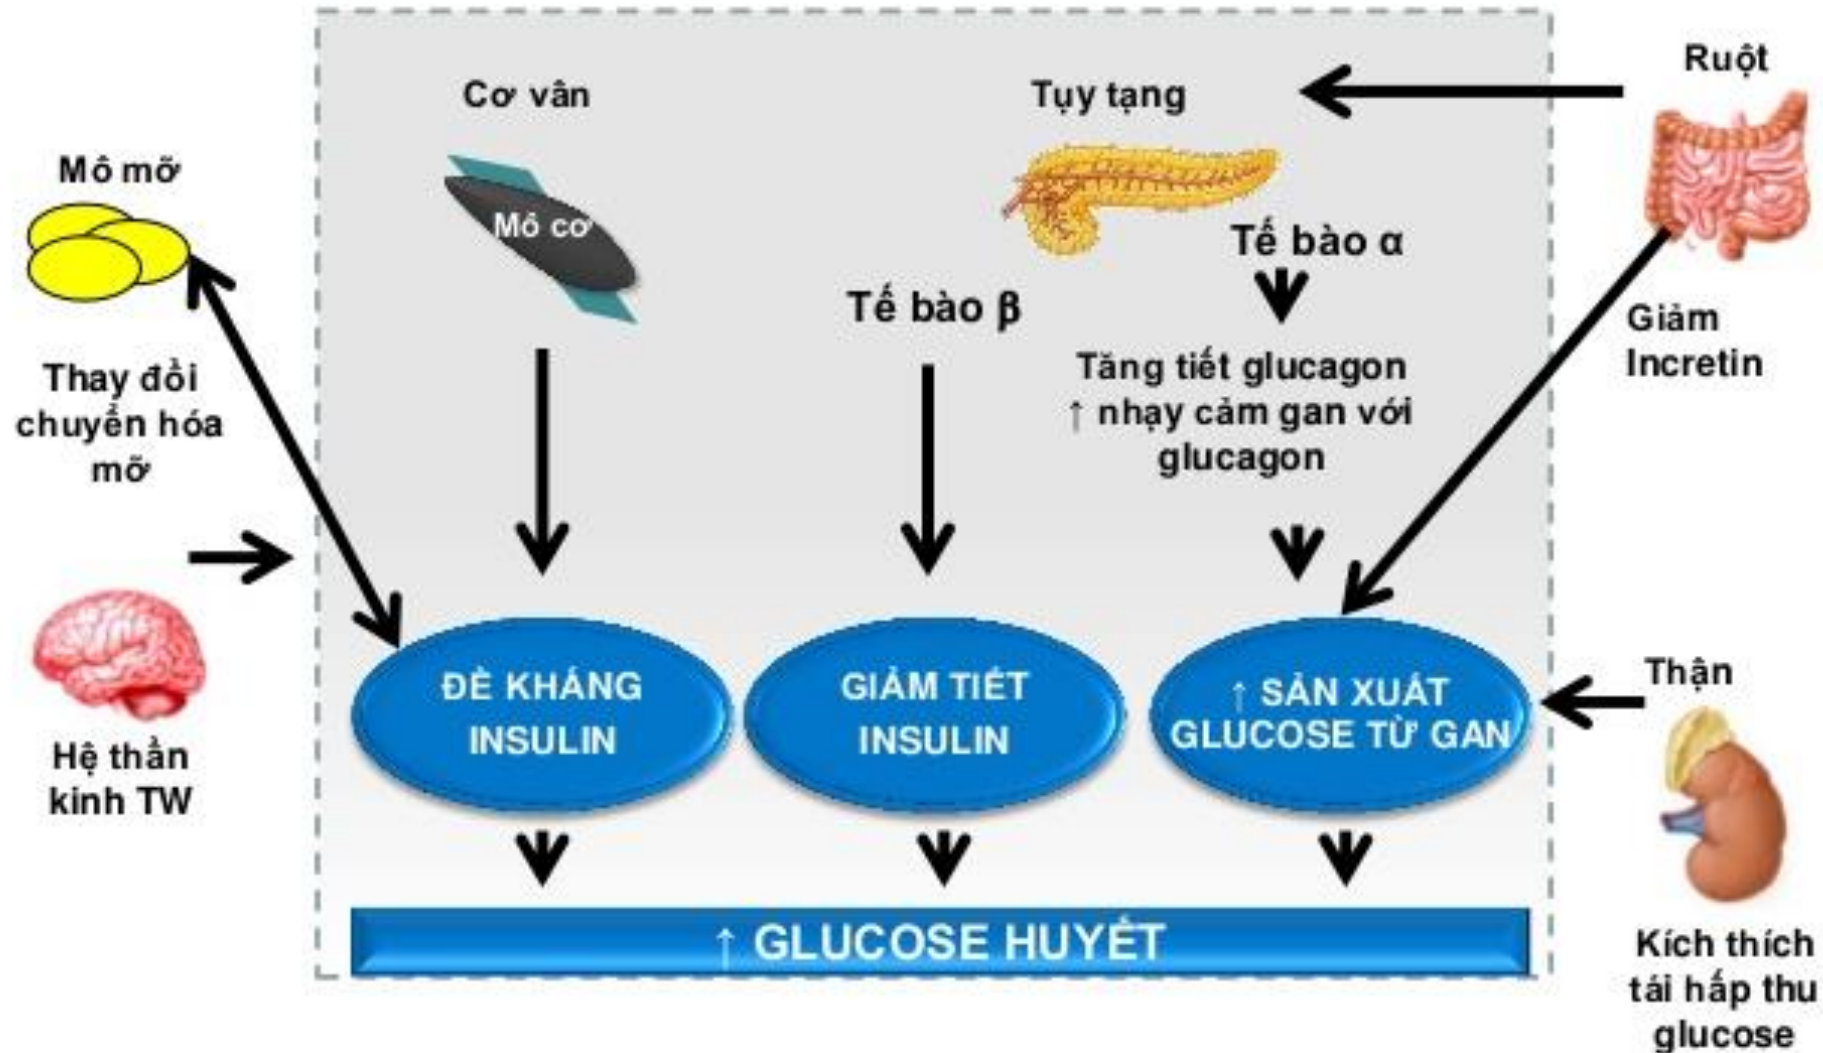 Cơ vân
Tụy tạng
Ruột
Mô mỡ
Mô cơ
Tế bào α
Tế bào β
Giảm
Incretin
Thay đổi
chuyển hóa
mỡ
Tăng tiết glucagon
↑ nhạy cảm gan với
glucagon
Hệ thần
kinh TW
ĐỀ KHÁNG
INSULIN
GIẢM TIẾT
INSULIN
↑ SẢN XUẤT
GLUCOSE TỪ GAN
Thận
↑ GLUCOSE HUYẾT
Kích thích
tái hấp thu
glucose